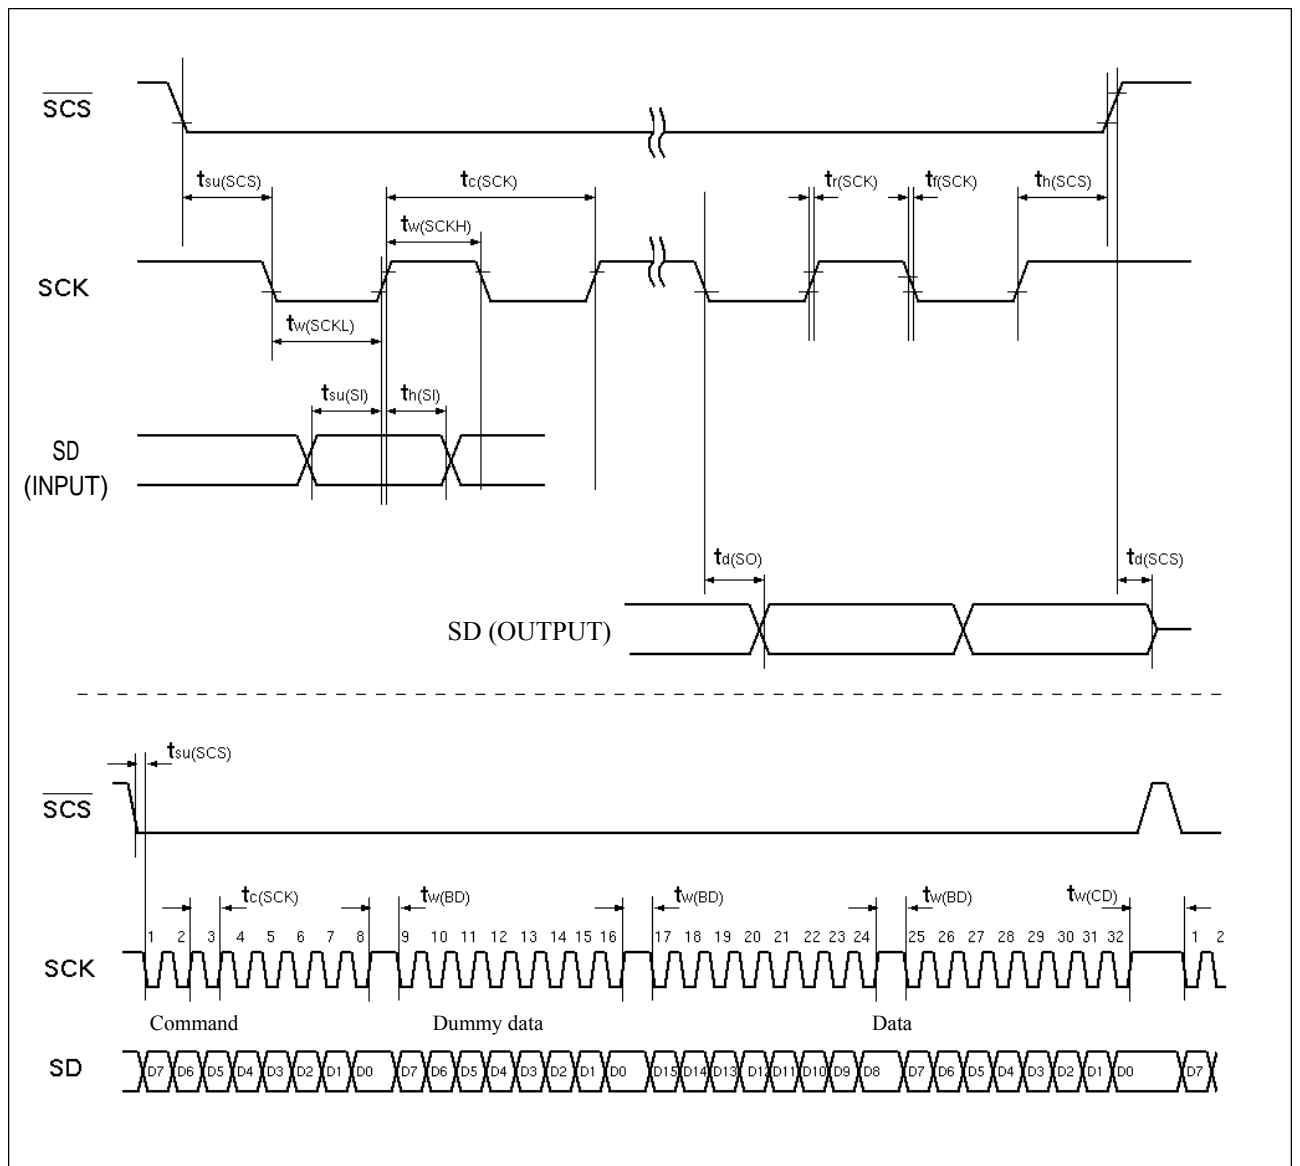 SCS
tsu(SCS) tc(SCK) tr(SCK) tf(SCK) th(SCS)
tw(SCKH)
SCK
tw(SCKL)
tsu(SI) th(SI)
SD
(INPUT)
td(SO) td(SCS)
SD (OUTPUT)
tsu(SCS)
SCS
tc(SCK) tw(BD) tw(BD) tw(BD) tw(CD)
1 2 3 4 5 6 7 8 9 10 11 12 13 14 15 16 17 18 19 20 21 22 23 24 25 26 27 28 29 30 31 32 1 2
SCK
Command Dummy data Data
SD D7 D6 D5 D4 D3 D2 D1 D0 D7 D6 D5 D4 D3 D2 D1 D0 D15 D14 D13 D12 D11 D10 D9 D8 D7 D6 D5 D4 D3 D2 D1 D0 D7